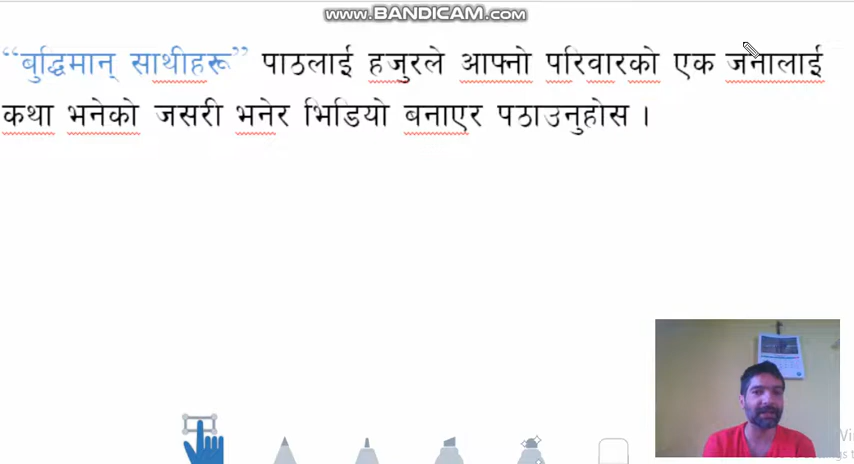 www.BANDICAM.com
“बुद्धिमान् साथीहरू” पाठलाई हजुरले आफ्नो परिवारको एक जनालाई
कथा भनेको जसरी भनेर भिडियो बनाएर पठाउनुहोस ।